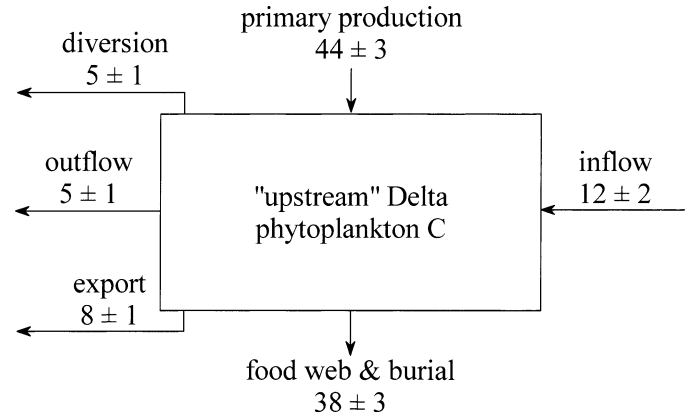 primary production
44 ± 3
diversion
5 ± 1
outflow
5 ± 1
"upstream" Delta
phytoplankton C
inflow
12 ± 2
export
8 ± 1
food web & burial
38 ± 3